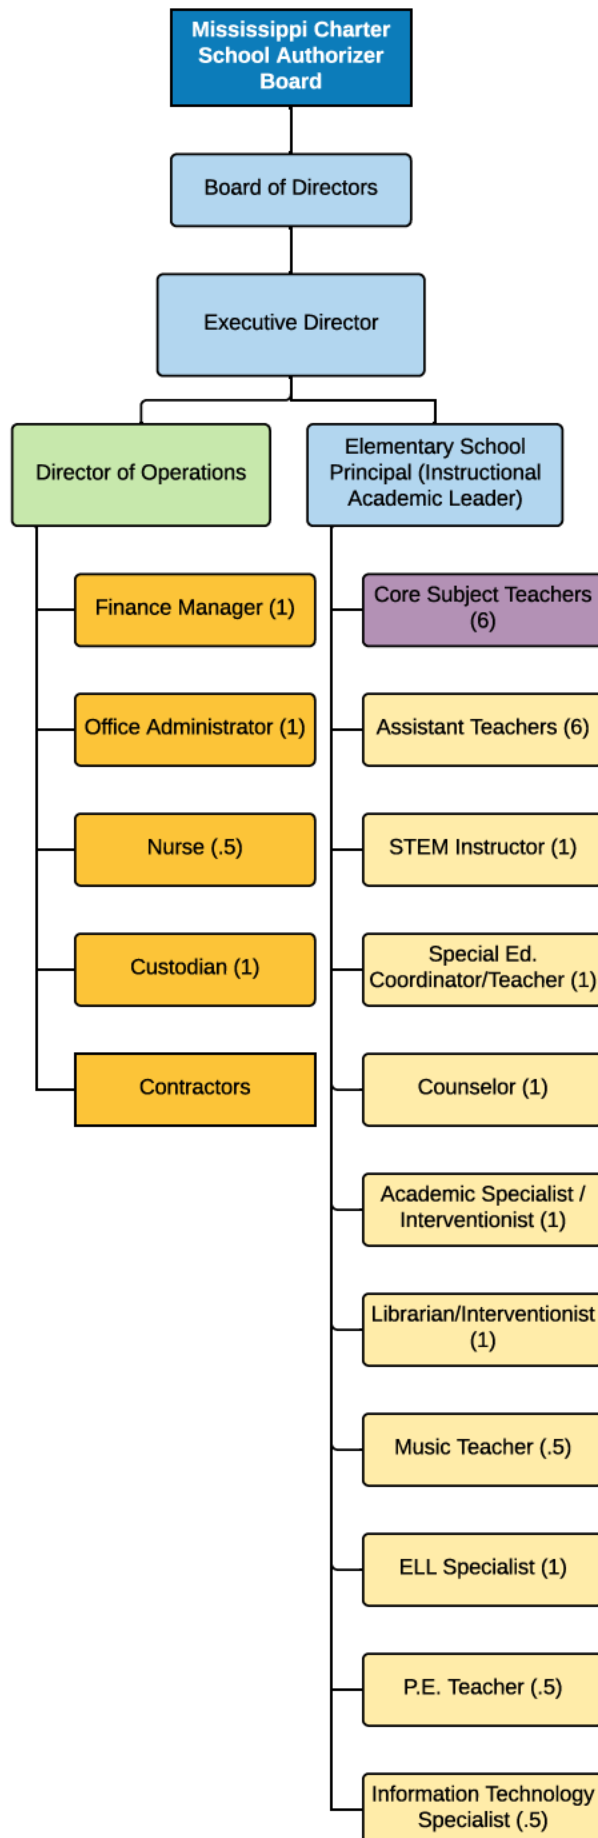 Mississippi Charter
School Authorizer
Board
Board of Directors
Executive Director
Director of Operations
Elementary School
Principal (Instructional
Academic Leader)
Finance Manager (1)
Office Administrator (1)
Nurse (.5)
Custodian (1)
Contractors
Core Subject Teachers
(6)
Assistant Teachers (6)
STEM Instructor (1)
Special Ed.
Coordinator/Teacher (1)
Counselor (1)
Academic Specialist /
Interventionist (1)
Librarian/Interventionist
(1)
Music Teacher (.5)
ELL Specialist (1)
P.E. Teacher (.5)
Information Technology
Specialist (.5)